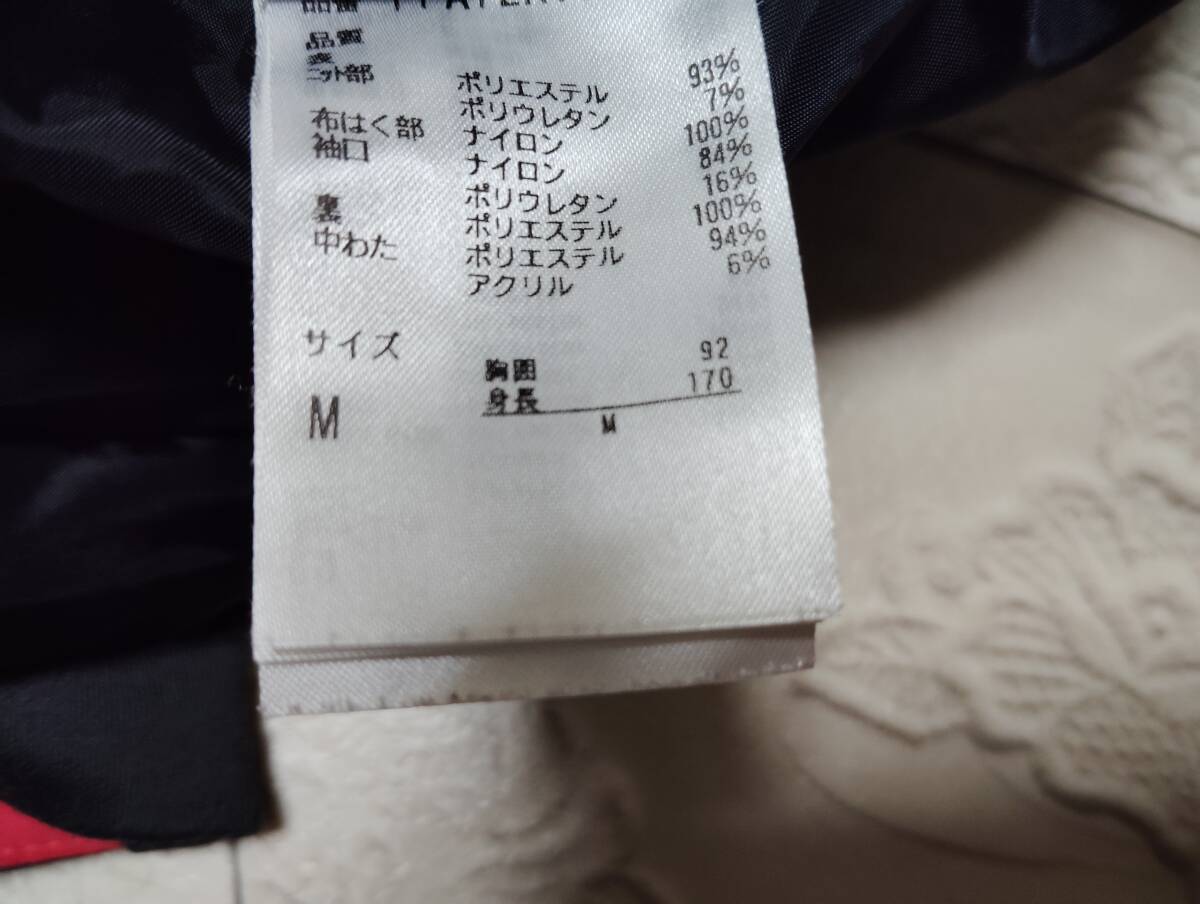 品番
品質
表
ニット部 ポリエステル 93%
ポリウレタン 7%
布はく部 ナイロン 100%
袖口 ナイロン 84%
ポリウレタン 16%
裏 ポリエステル 100%
中わた ポリエステル 94%
アクリル 6%
サイズ
胸囲 92
身長 170
M
M